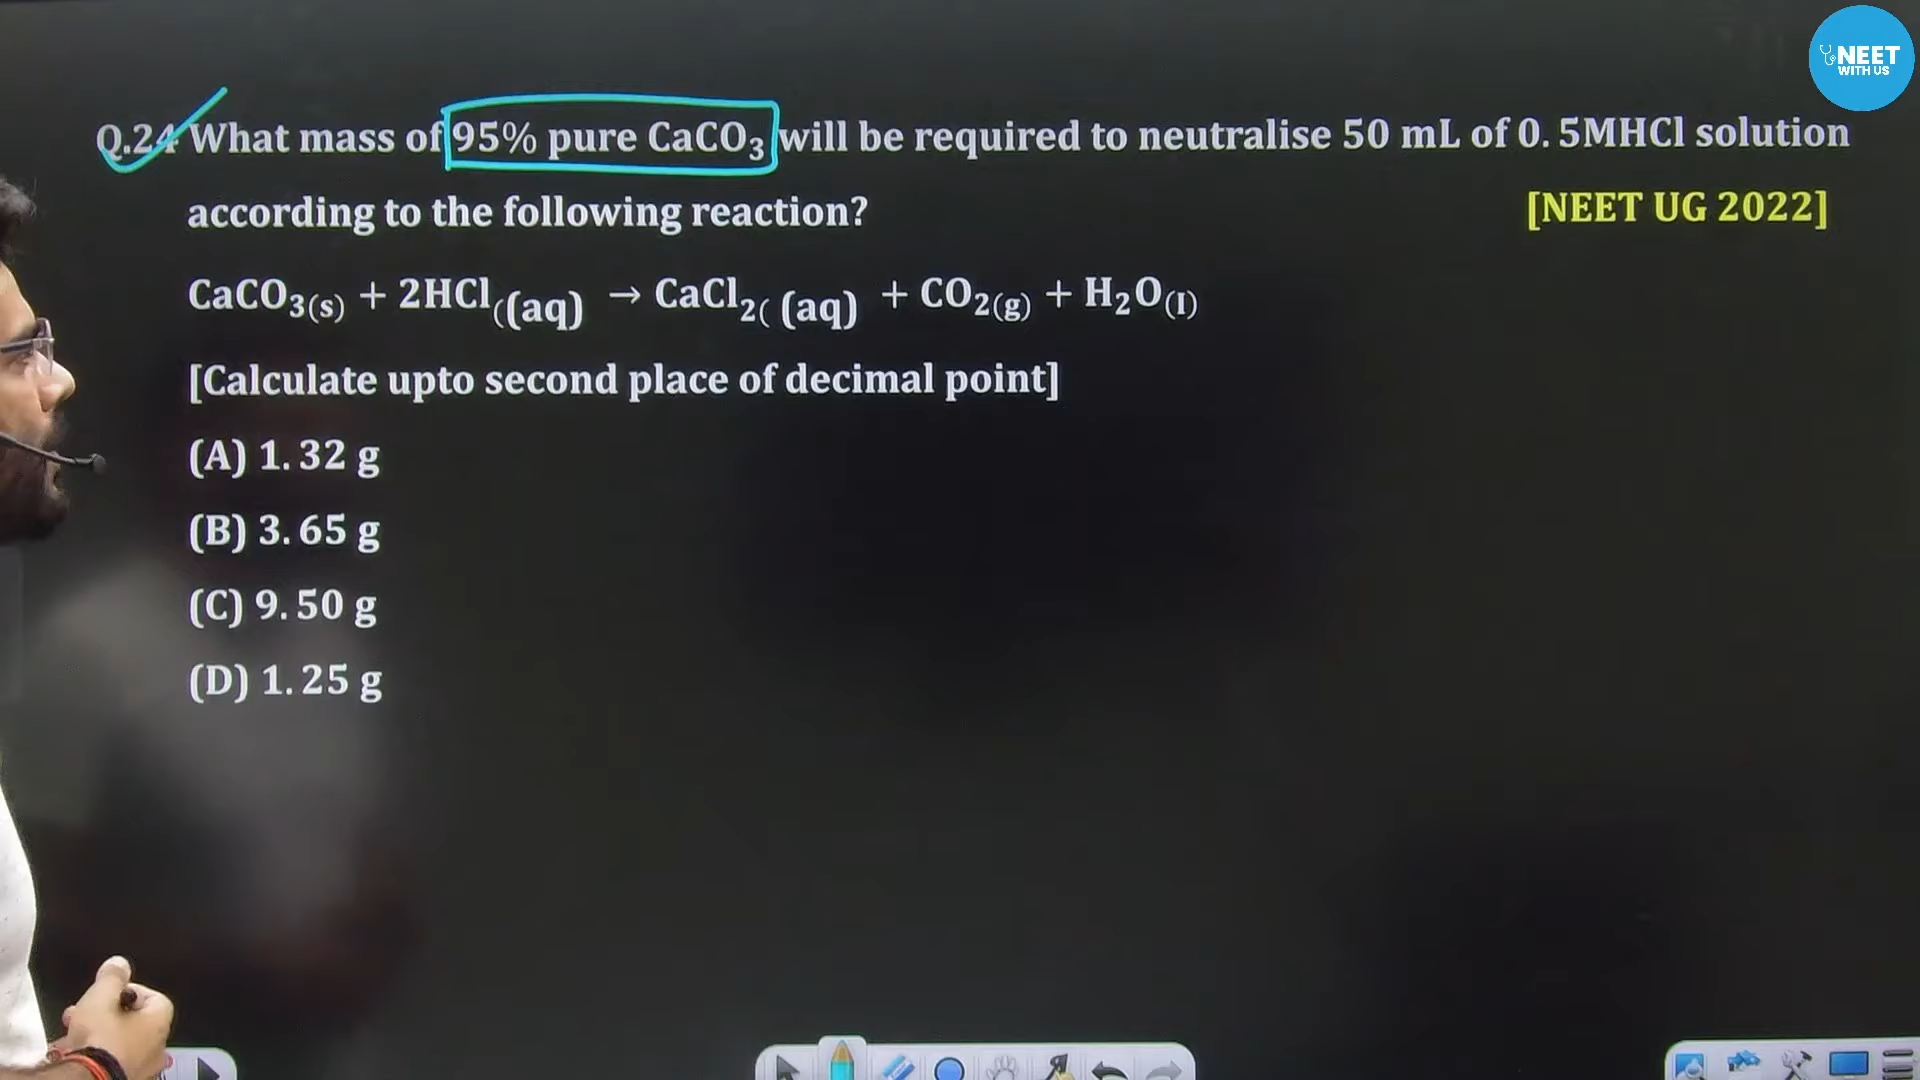 NEET
WITH US
Q.24 What mass of 95% pure CaCO₃ will be required to neutralise 50 mL of 0. 5MHCl solution
according to the following reaction?
[NEET UG 2022]
CaCO₃(s) + 2HCl((aq) → CaCl₂( (aq) + CO₂(g) + H₂O(I)
[Calculate upto second place of decimal point]
(A) 1. 32 g
(B) 3. 65 g
(C) 9. 50 g
(D) 1. 25 g